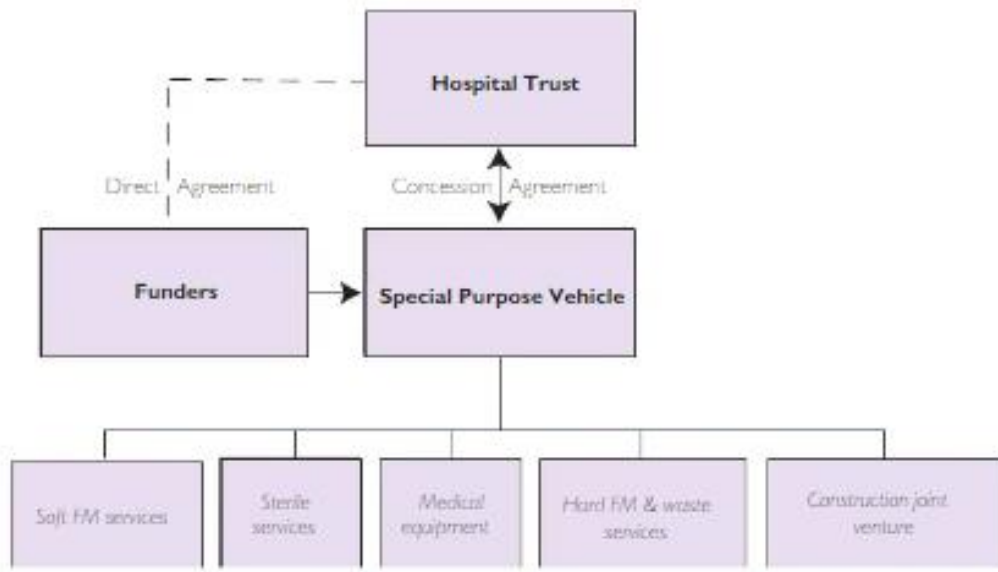 Hospital Trust
Direct Agreement
Concession Agreement
Funders
Special Purpose Vehicle
Soft FM services
Sterile
services
Medical
equipment
Hard FM & waste
services
Construction joint
venture